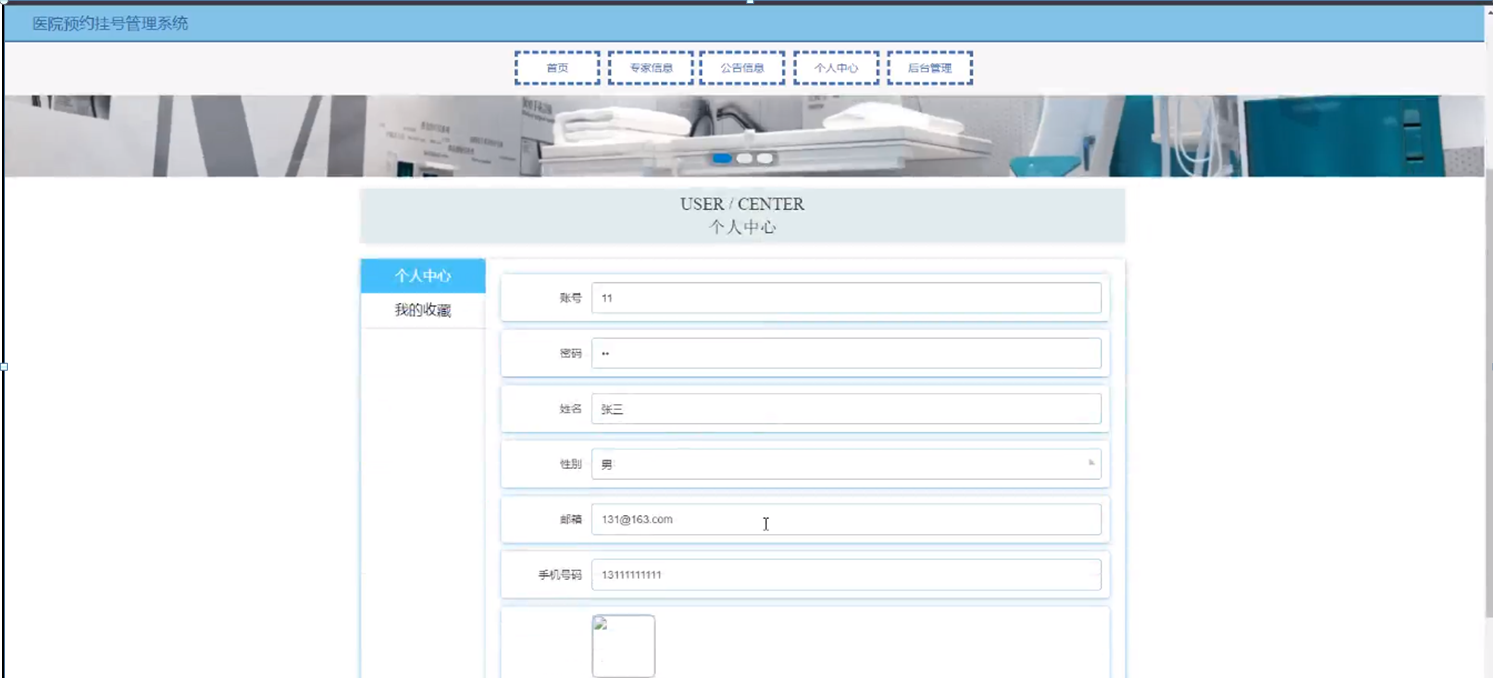 医院预约挂号管理系统
首页 专家信息 公告信息 个人中心 后台管理
USER / CENTER
个人中心
个人中心
我的收藏
账号 11
密码 ••
姓名 张三
性别 男
邮箱 131@163.com
手机号码 13111111111